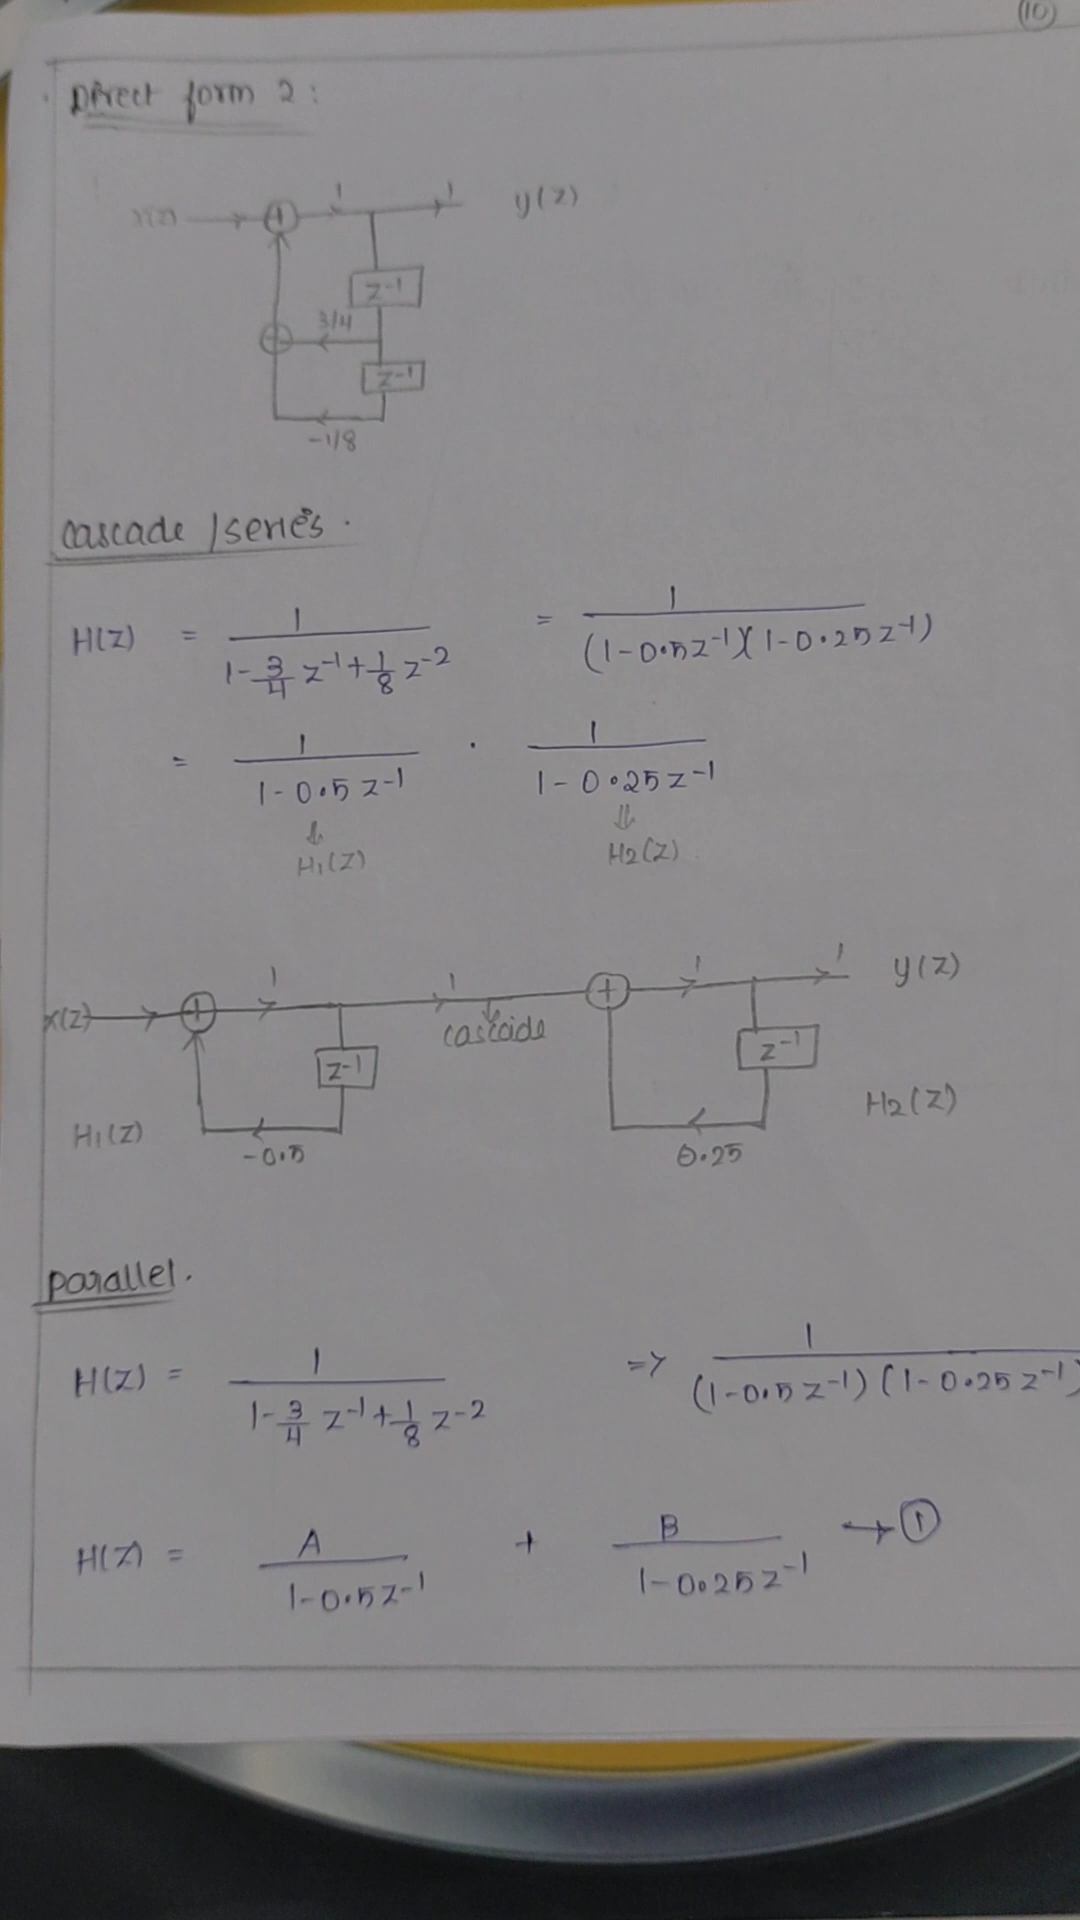 (10)
Direct form 2:
X(z) + 1 1 y(z)
z-1
3/4
+
z-1
-1/8
cascade / series.
H(z) = 1 / (1 - 3/4 z-1 + 1/8 z-2) = 1 / ((1-0.5z-1)(1-0.25z-1))
= 1 / (1-0.5z-1) . 1 / (1-0.25z-1)
⇓ ⇓
H1(z) H2(z)
x(z) + 1 1 cascade + 1 1 y(z)
z-1 z-1
H1(z) H2(z)
-0.5 0.25
parallel.
H(z) = 1 / (1 - 3/4 z-1 + 1/8 z-2) => 1 / ((1-0.5z-1)(1-0.25z-1)
H(z) = A / (1-0.5z-1) + B / (1-0.25z-1) → (1)